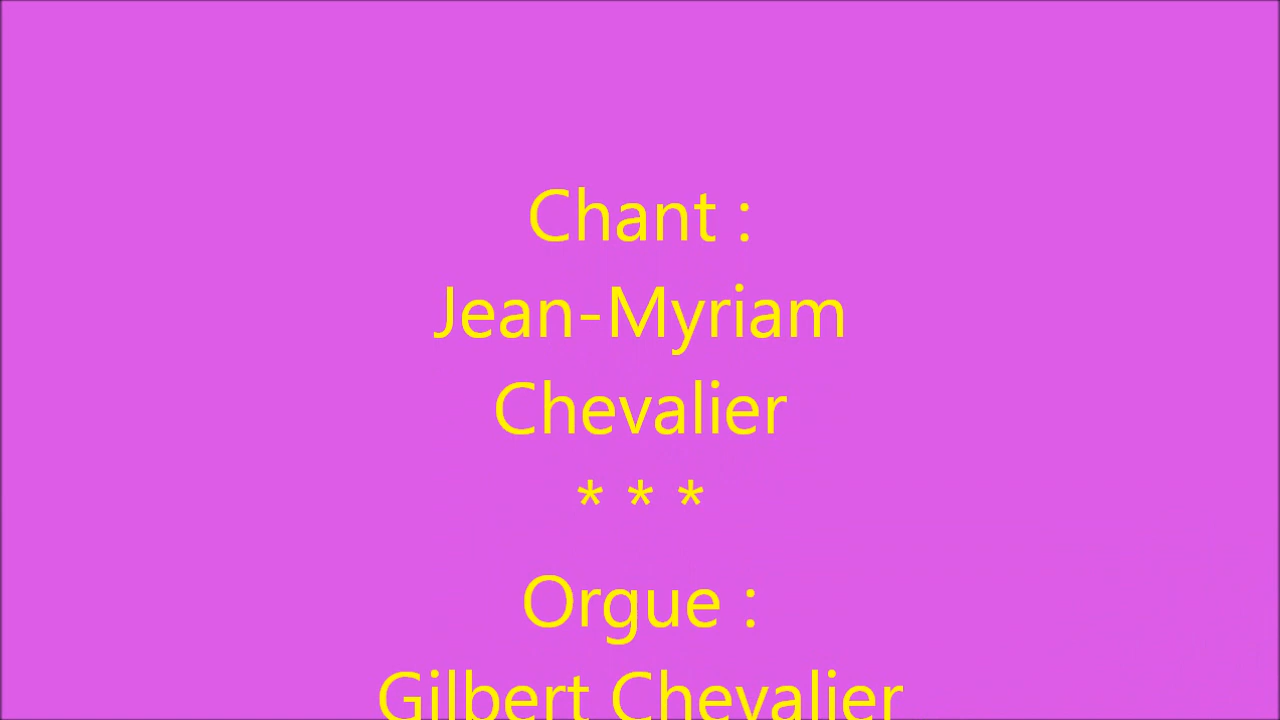 Chant :
Jean-Myriam
Chevalier
* * *
Orgue :
Gilbert Chevalier